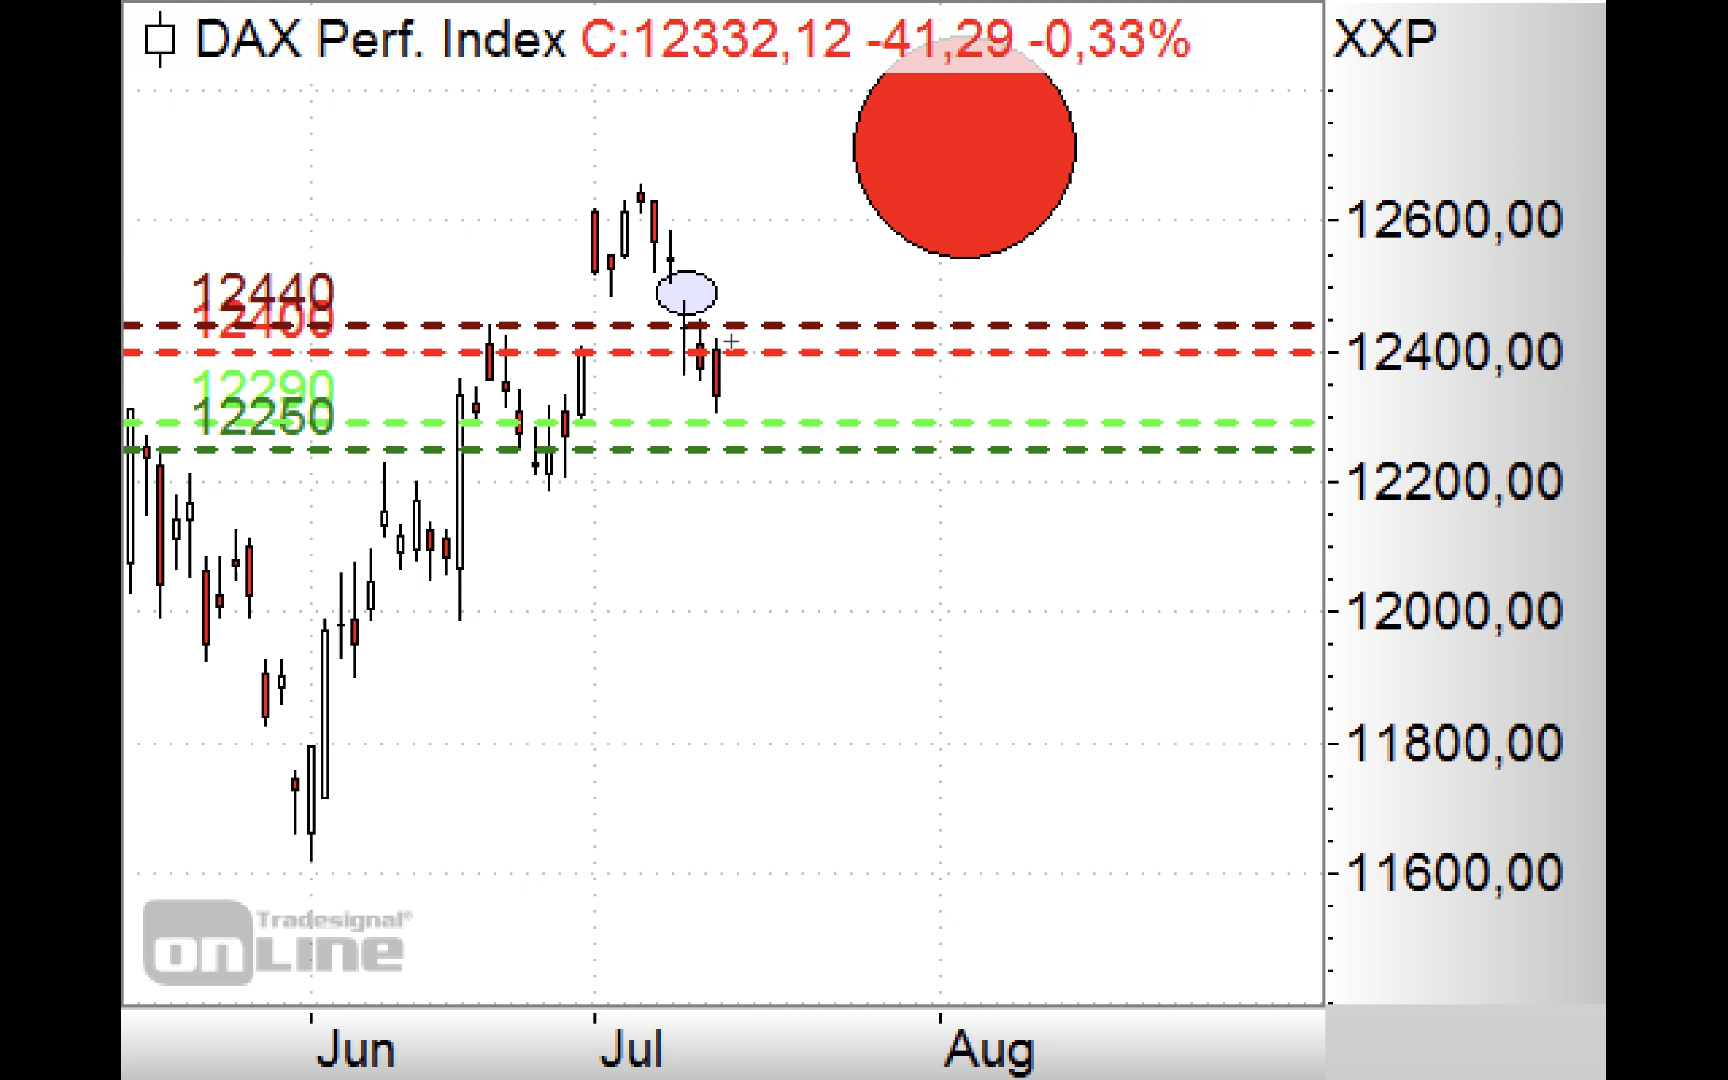 DAX Perf. Index C:12332,12 -41,29 -0,33%
XXP
12600,00
12440
12400
12400,00
12290
12250
12200,00
12000,00
11800,00
11600,00
Tradesignal®
onLine
Jun Jul Aug